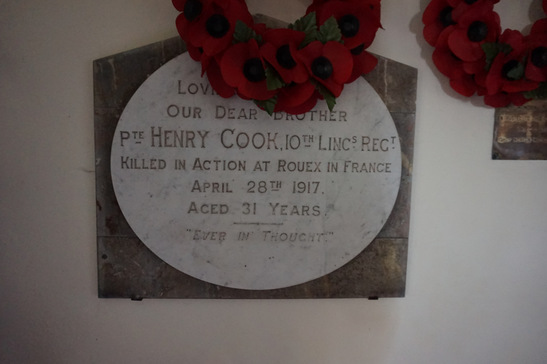 OUR DEAR BROTHER
PTE HENRY COOK, 10TH LINCS REGT
KILLED IN ACTION AT ROUEX IN FRANCE
APRIL 28TH 1917.
AGED 31 YEARS.
"EVER IN THOUGHT."